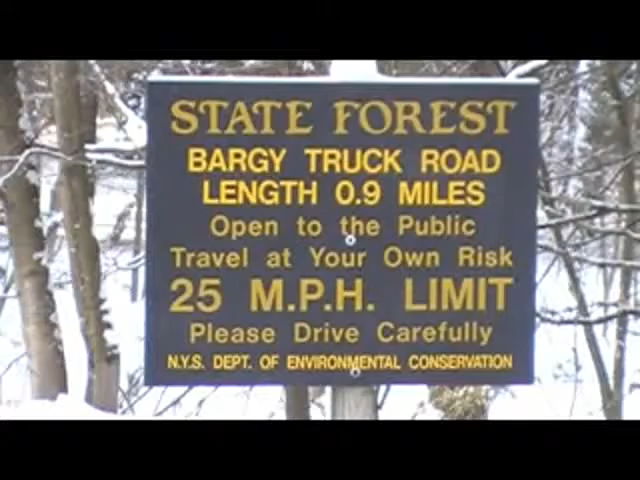 STATE FOREST
BARGY TRUCK ROAD
LENGTH 0.9 MILES
Open to the Public
Travel at Your Own Risk
25 M.P.H. LIMIT
Please Drive Carefully
N.Y.S. DEPT. OF ENVIRONMENTAL CONSERVATION